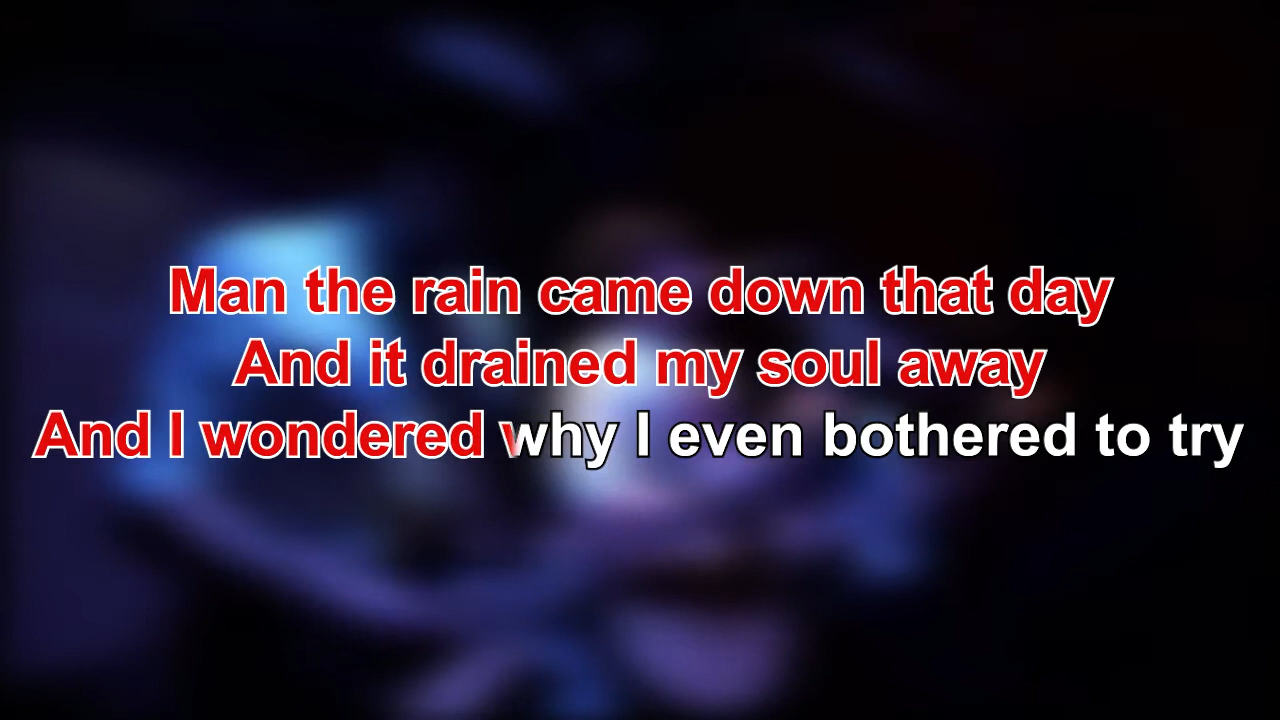 Man the rain came down that day
And it drained my soul away
And I wondered why I even bothered to try